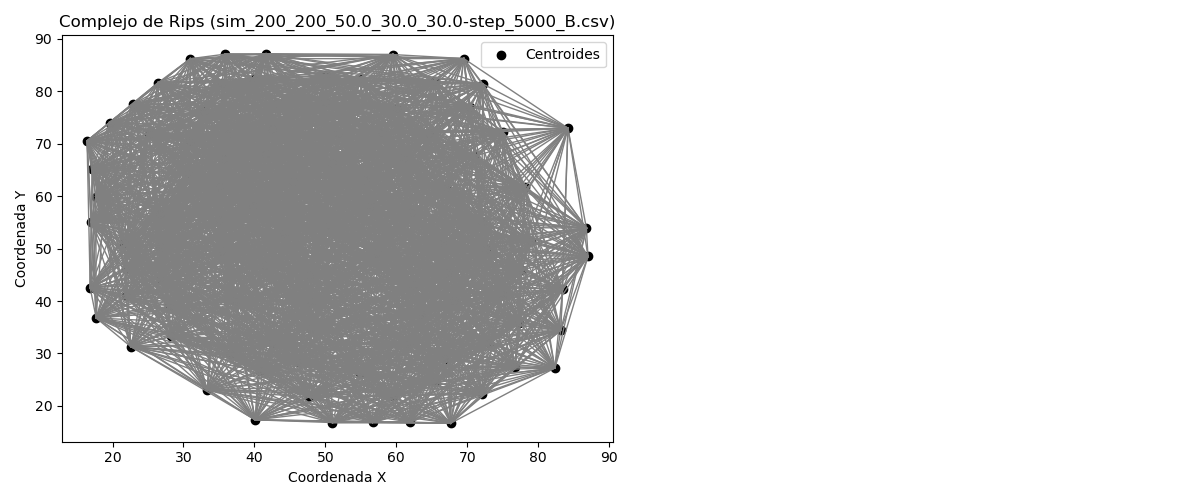 Complejo de Rips (sim_200_200_50.0_30.0_30.0-step_5000_B.csv)
Centroides
90
80
70
60
50
40
30
20
Coordenada Y
20 30 40 50 60 70 80 90
Coordenada X